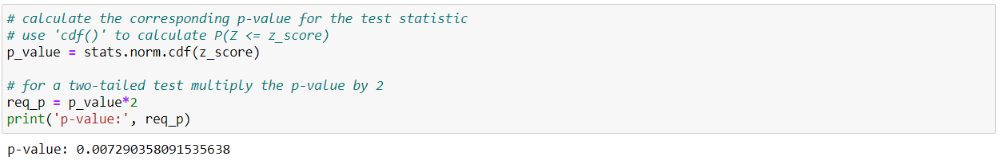 # calculate the corresponding p-value for the test statistic
# use 'cdf()' to calculate P(Z <= z_score)
p_value = stats.norm.cdf(z_score)
# for a two-tailed test multiply the p-value by 2
req_p = p_value*2
print('p-value:', req_p)
p-value: 0.007290358091535638